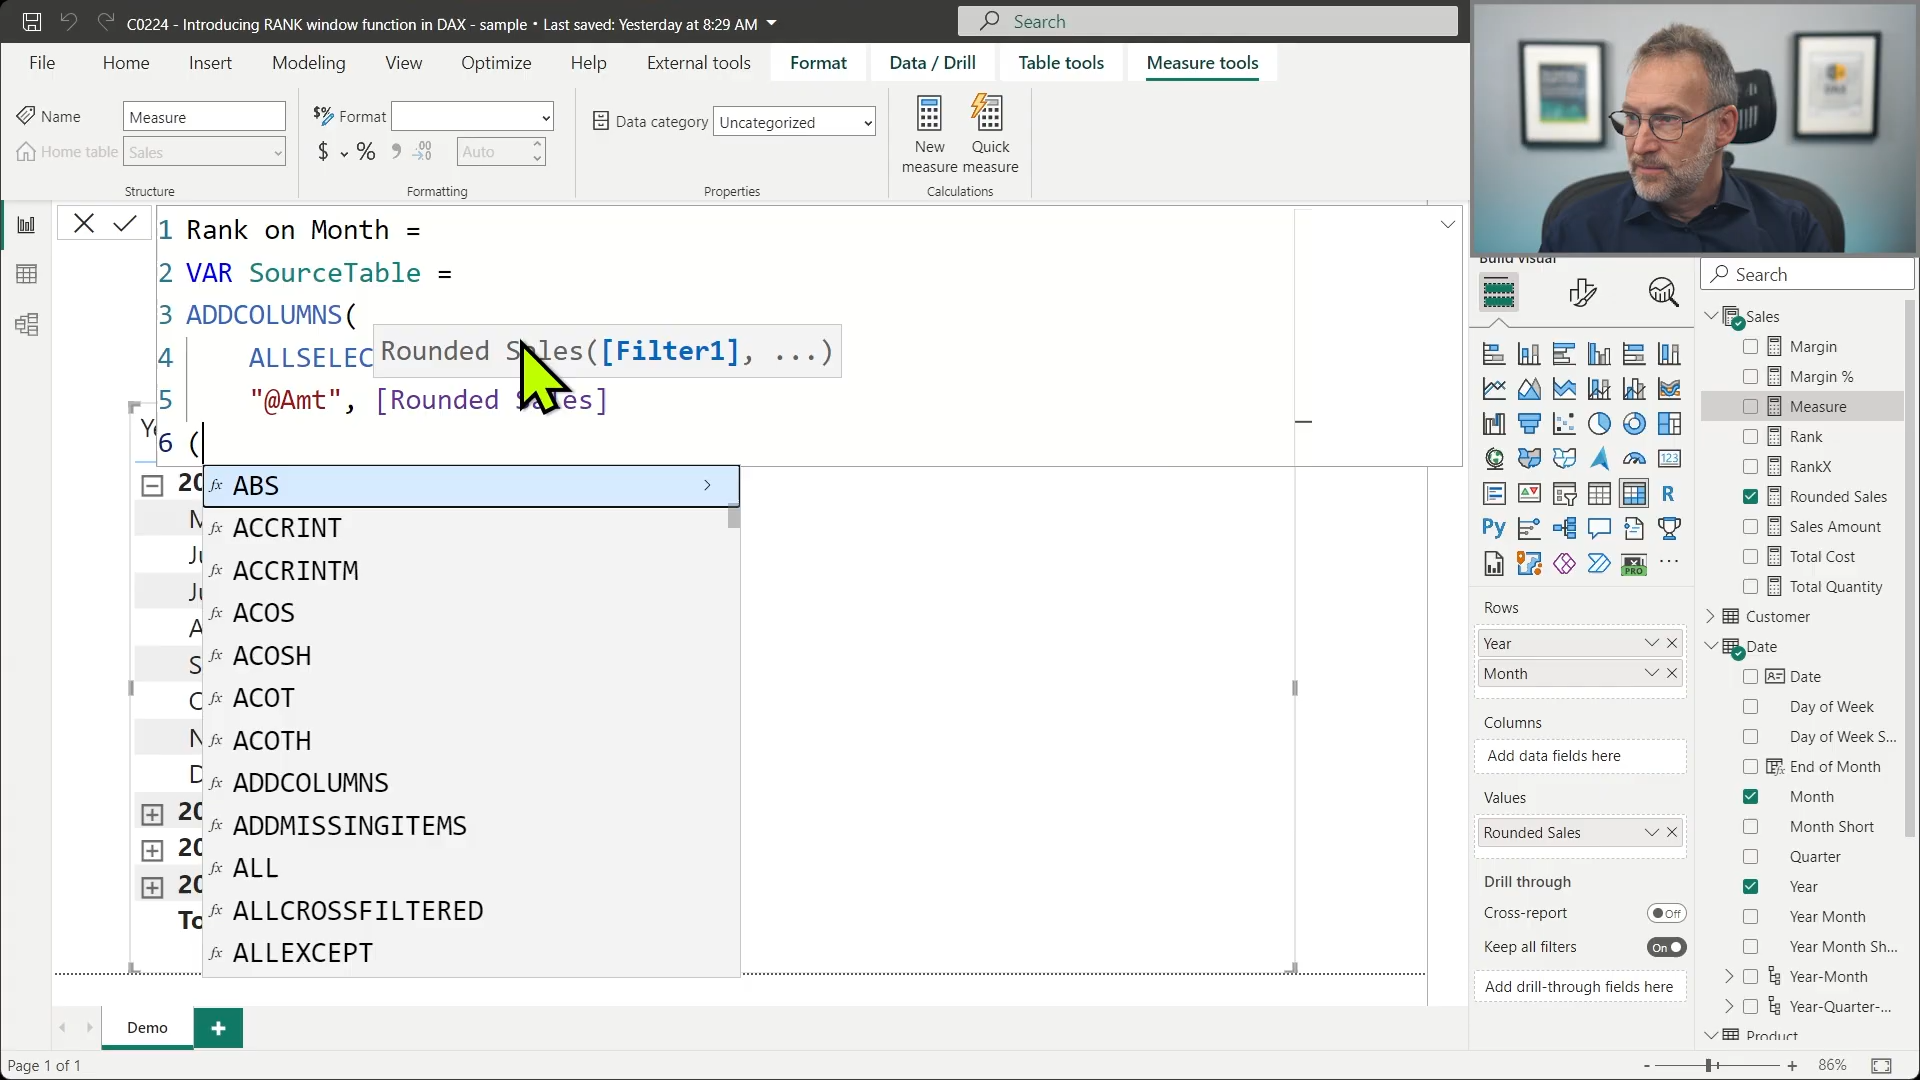 C0224 - Introducing RANK window function in DAX - sample • Last saved: Yesterday at 8:29 AM
Search
File Home Insert Modeling View Optimize Help External tools Format Data / Drill Table tools Measure tools
Name Measure
Home table Sales
Structure
$% Format
$ % 9 .00 Auto
Formatting
Data category Uncategorized
Properties
New measure
Quick measure
Calculations
1 Rank on Month =
2 VAR SourceTable =
3 ADDCOLUMNS(
4 ALLSELEC
Rounded Sales([Filter1], ...)
5 "@Amt", [Rounded Sales]
6 (
ABS
ACCRINT
ACCRINTM
ACOS
ACOSH
ACOT
ACOTH
ADDCOLUMNS
ADDMISSINGITEMS
ALL
ALLCROSSFILTERED
ALLEXCEPT
Demo
Page 1 of 1
Build visual
R
Py
123
PRO
Rows
Year
Month
Columns
Add data fields here
Values
Rounded Sales
Drill through
Cross-report Off
Keep all filters On
Add drill-through fields here
Search
Sales
Margin
Margin %
Measure
Rank
RankX
Rounded Sales
Sales Amount
Total Cost
Total Quantity
Customer
Date
Date
Day of Week
Day of Week S...
End of Month
Month
Month Short
Quarter
Year
Year Month
Year Month Sh...
Year-Month
Year-Quarter-...
Product
- + 86%